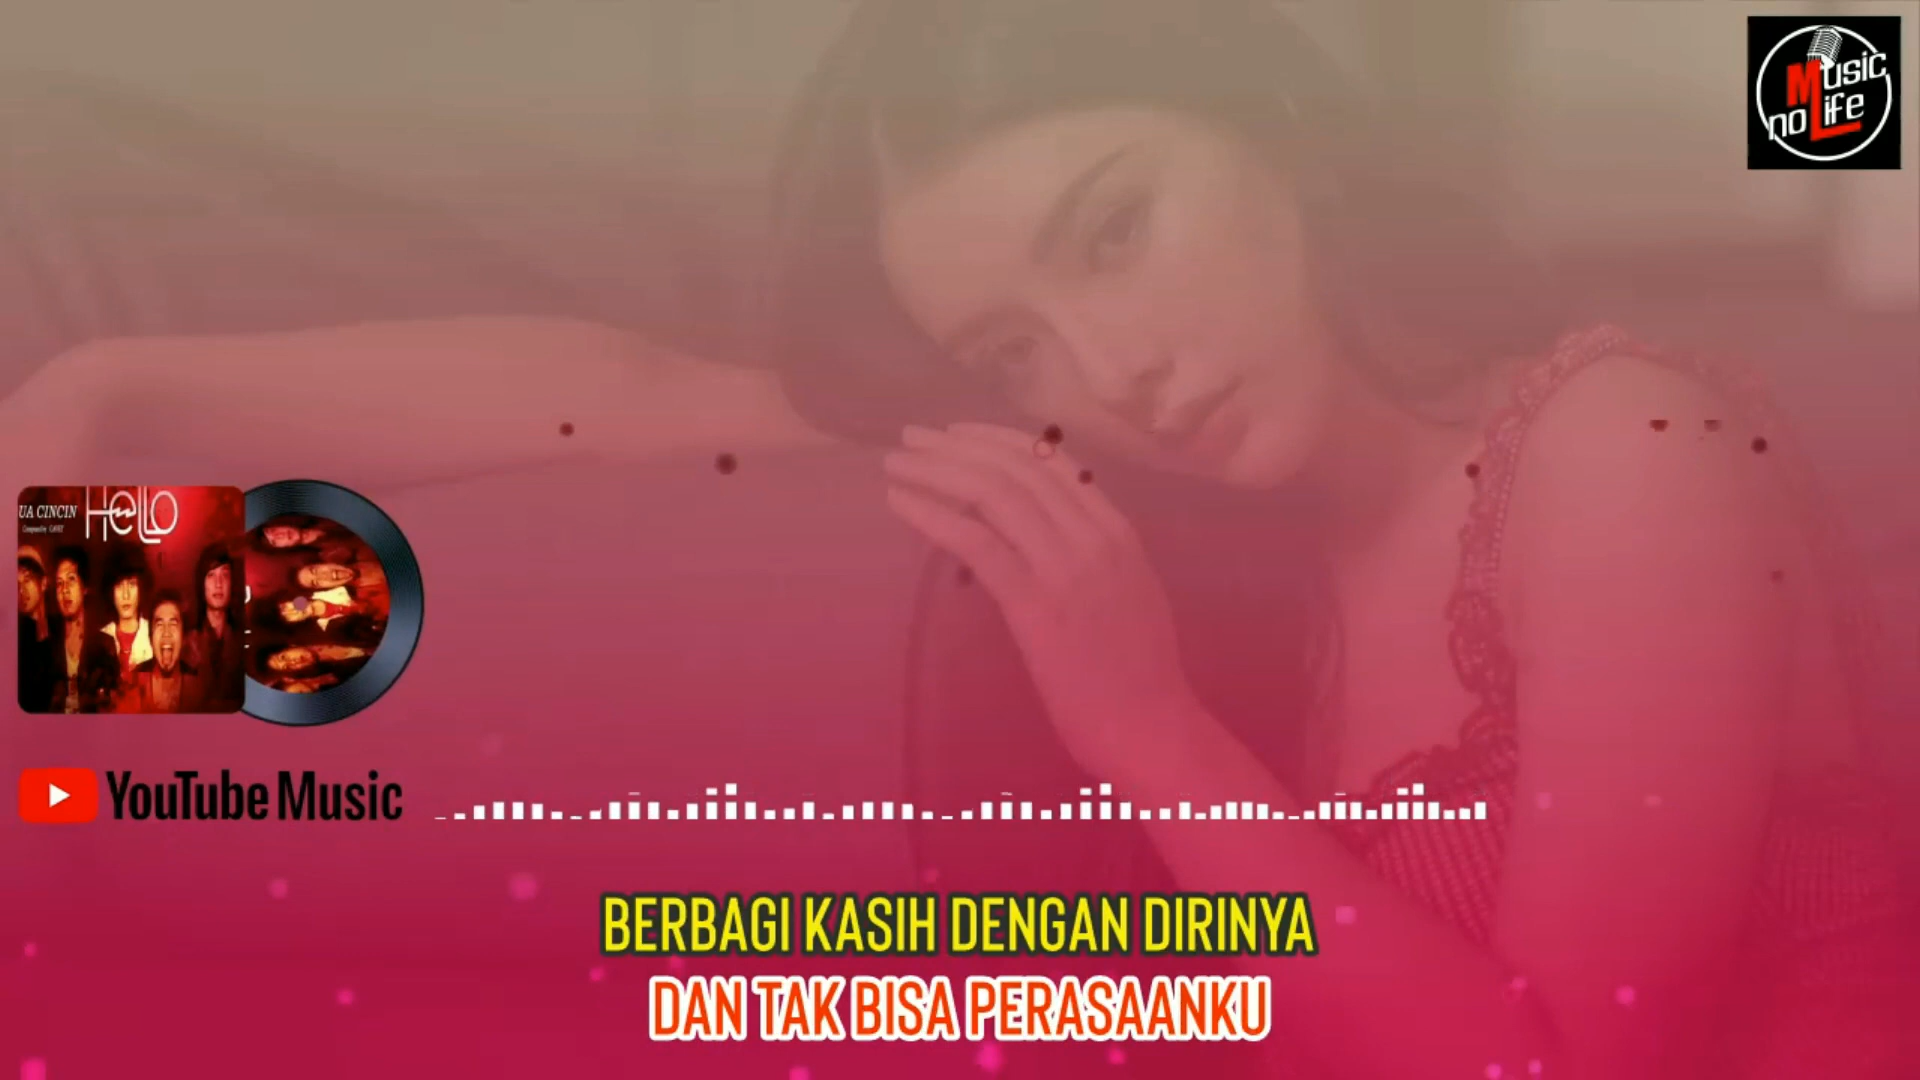 Music
no Life
UA CINCIN
HELLO
YouTube Music
BERBAGI KASIH DENGAN DIRINYA
DAN TAK BISA PERASAANKU